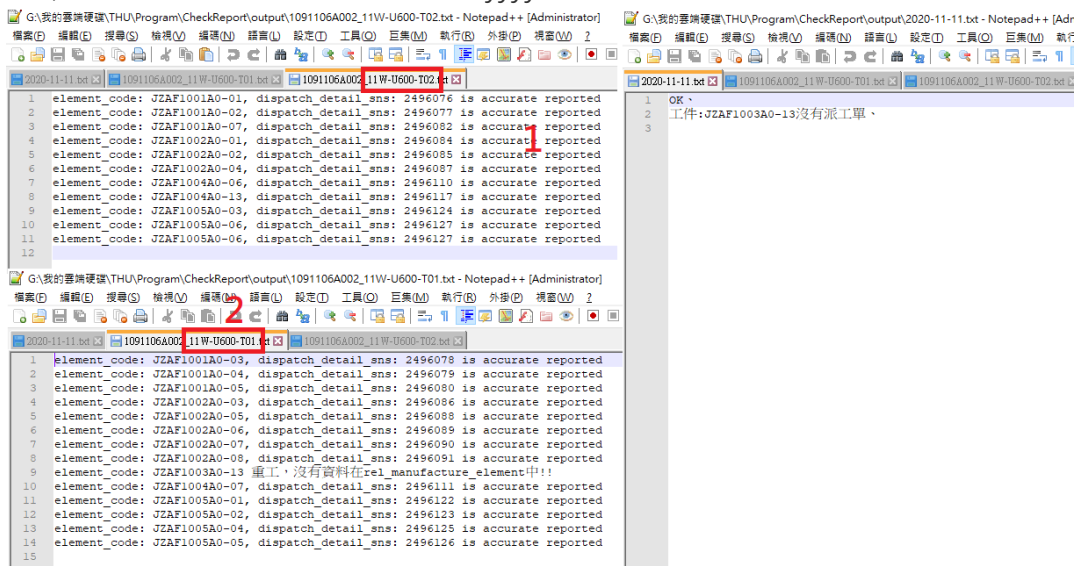 G:\我的雲端硬碟\THU\Program\CheckReport\output\1091106A002_11W-U600-T02.txt - Notepad++ [Administrator]
檔案(F) 編輯(E) 搜尋(S) 檢視(V) 編碼(N) 語言(L) 設定(T) 工具(O) 巨集(M) 執行(R) 外掛(P) 視窗(W) ?
2020-11-11.txt 1091106A002_11W-U600-T01.txt 1091106A002_11W-U600-T02.txt
1 element_code: JZAF1001A0-01, dispatch_detail_sns: 2496076 is accurate reported
2 element_code: JZAF1001A0-02, dispatch_detail_sns: 2496077 is accurate reported
3 element_code: JZAF1001A0-07, dispatch_detail_sns: 2496082 is accurate reported
4 element_code: JZAF1002A0-01, dispatch_detail_sns: 2496084 is accurate reported
5 element_code: JZAF1002A0-02, dispatch_detail_sns: 2496085 is accurate reported
6 element_code: JZAF1002A0-04, dispatch_detail_sns: 2496087 is accurate reported
7 element_code: JZAF1004A0-06, dispatch_detail_sns: 2496110 is accurate reported
8 element_code: JZAF1004A0-13, dispatch_detail_sns: 2496117 is accurate reported
9 element_code: JZAF1005A0-03, dispatch_detail_sns: 2496124 is accurate reported
10 element_code: JZAF1005A0-06, dispatch_detail_sns: 2496127 is accurate reported
11 element_code: JZAF1005A0-06, dispatch_detail_sns: 2496127 is accurate reported
12
1
G:\我的雲端硬碟\THU\Program\CheckReport\output\1091106A002_11W-U600-T01.txt - Notepad++ [Administrator]
檔案(F) 編輯(E) 搜尋(S) 檢視(V) 編碼(N) 語言(L) 設定(T) 工具(O) 巨集(M) 執行(R) 外掛(P) 視窗(W) ?
2
2020-11-11.txt 1091106A002_11W-U600-T01.txt 1091106A002_11W-U600-T02.txt
1 element_code: JZAF1001A0-03, dispatch_detail_sns: 2496078 is accurate reported
2 element_code: JZAF1001A0-04, dispatch_detail_sns: 2496079 is accurate reported
3 element_code: JZAF1001A0-05, dispatch_detail_sns: 2496080 is accurate reported
4 element_code: JZAF1002A0-03, dispatch_detail_sns: 2496086 is accurate reported
5 element_code: JZAF1002A0-05, dispatch_detail_sns: 2496088 is accurate reported
6 element_code: JZAF1002A0-06, dispatch_detail_sns: 2496089 is accurate reported
7 element_code: JZAF1002A0-07, dispatch_detail_sns: 2496090 is accurate reported
8 element_code: JZAF1002A0-08, dispatch_detail_sns: 2496091 is accurate reported
9 element_code: JZAF1003A0-13 重工，沒有資料在rel_manufacture_element中!!
10 element_code: JZAF1004A0-07, dispatch_detail_sns: 2496111 is accurate reported
11 element_code: JZAF1005A0-01, dispatch_detail_sns: 2496122 is accurate reported
12 element_code: JZAF1005A0-02, dispatch_detail_sns: 2496123 is accurate reported
13 element_code: JZAF1005A0-04, dispatch_detail_sns: 2496125 is accurate reported
14 element_code: JZAF1005A0-05, dispatch_detail_sns: 2496126 is accurate reported
15
G:\我的雲端硬碟\THU\Program\CheckReport\output\2020-11-11.txt - Notepad++ [Adm
檔案(F) 編輯(E) 搜尋(S) 檢視(V) 編碼(N) 語言(L) 設定(T) 工具(O) 巨集(M) 執行
2020-11-11.txt 1091106A002_11W-U600-T01.txt 1091106A002_11W-U600-T02.txt
1 OK、
2 工件:JZAF1003A0-13沒有派工單、
3